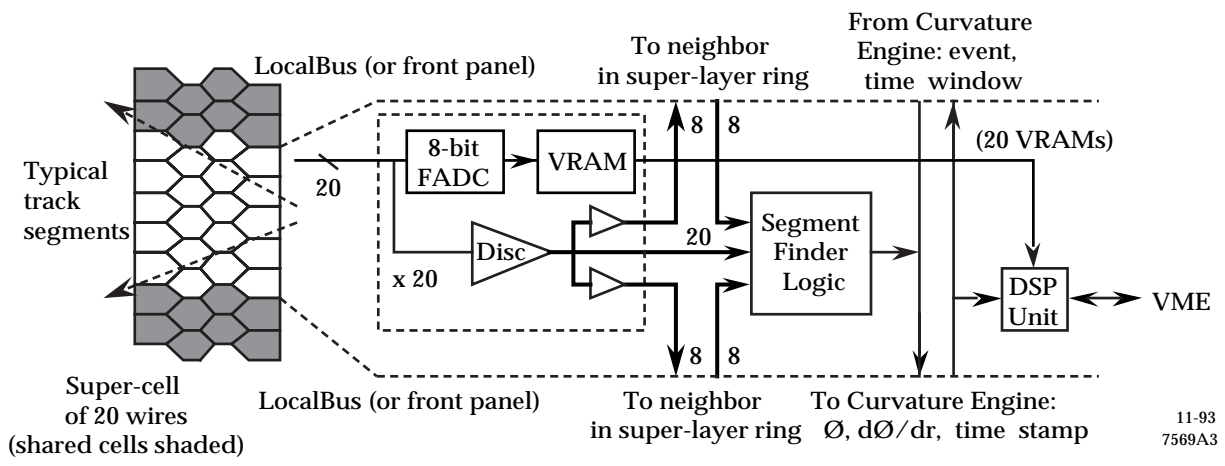 From Curvature
Engine: event,
time window
To neighbor
in super-layer ring
LocalBus (or front panel)
8
8
(20 VRAMs)
8-bit
FADC
VRAM
20
Typical
track
segments
Disc
x 20
20
Segment
Finder
Logic
DSP
Unit
VME
8
8
Super-cell
of 20 wires
(shared cells shaded)
LocalBus (or front panel)
To neighbor
in super-layer ring
To Curvature Engine:
Ø, dØ/dr, time stamp
11-93
7569A3